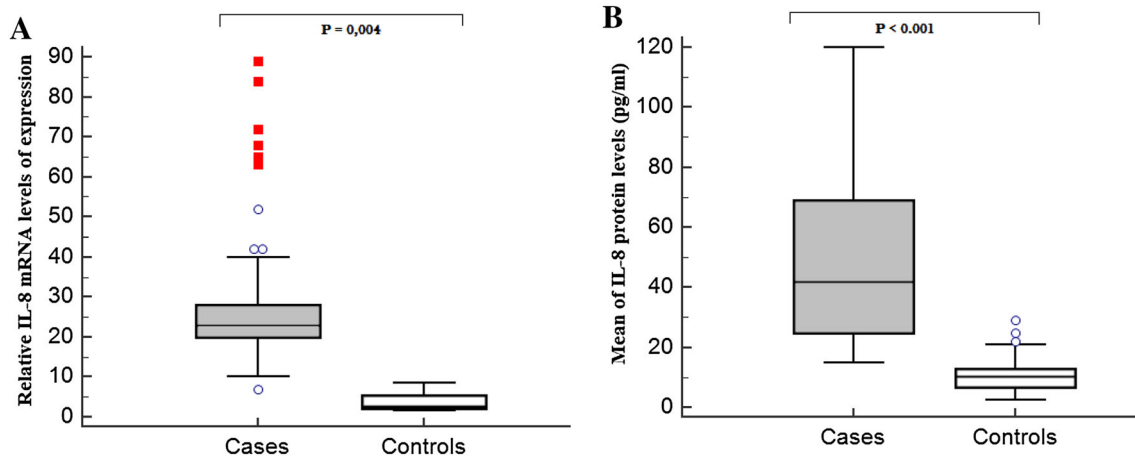 A
P = 0,004
Relative IL-8 mRNA levels of expression
90
80
70
60
50
40
30
20
10
0
Cases
Controls
B
P < 0.001
Mean of IL-8 protein levels (pg/ml)
120
100
80
60
40
20
0
Cases
Controls